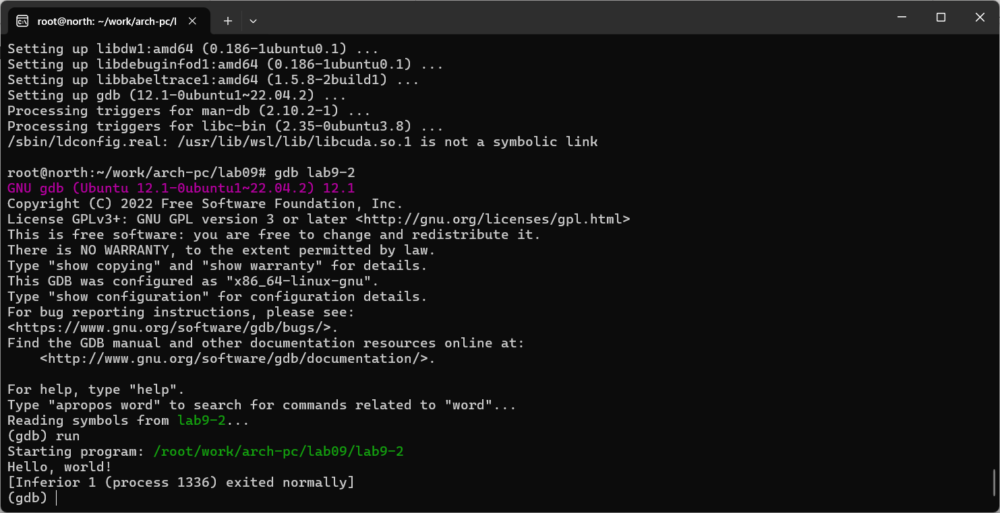 root@north: ~/work/arch-pc/l
Setting up libdw1:amd64 (0.186-1ubuntu0.1) ...
Setting up libdebuginfod1:amd64 (0.186-1ubuntu0.1) ...
Setting up libbabeltrace1:amd64 (1.5.8-2build1) ...
Setting up gdb (12.1-0ubuntu1~22.04.2) ...
Processing triggers for man-db (2.10.2-1) ...
Processing triggers for libc-bin (2.35-0ubuntu3.8) ...
/sbin/ldconfig.real: /usr/lib/wsl/lib/libcuda.so.1 is not a symbolic link
root@north:~/work/arch-pc/lab09# gdb lab9-2
GNU gdb (Ubuntu 12.1-0ubuntu1~22.04.2) 12.1
Copyright (C) 2022 Free Software Foundation, Inc.
License GPLv3+: GNU GPL version 3 or later <http://gnu.org/licenses/gpl.html>
This is free software: you are free to change and redistribute it.
There is NO WARRANTY, to the extent permitted by law.
Type "show copying" and "show warranty" for details.
This GDB was configured as "x86_64-linux-gnu".
Type "show configuration" for configuration details.
For bug reporting instructions, please see:
<https://www.gnu.org/software/gdb/bugs/>.
Find the GDB manual and other documentation resources online at:
    <http://www.gnu.org/software/gdb/documentation/>.
For help, type "help".
Type "apropos word" to search for commands related to "word"...
Reading symbols from lab9-2...
(gdb) run
Starting program: /root/work/arch-pc/lab09/lab9-2
Hello, world!
[Inferior 1 (process 1336) exited normally]
(gdb)